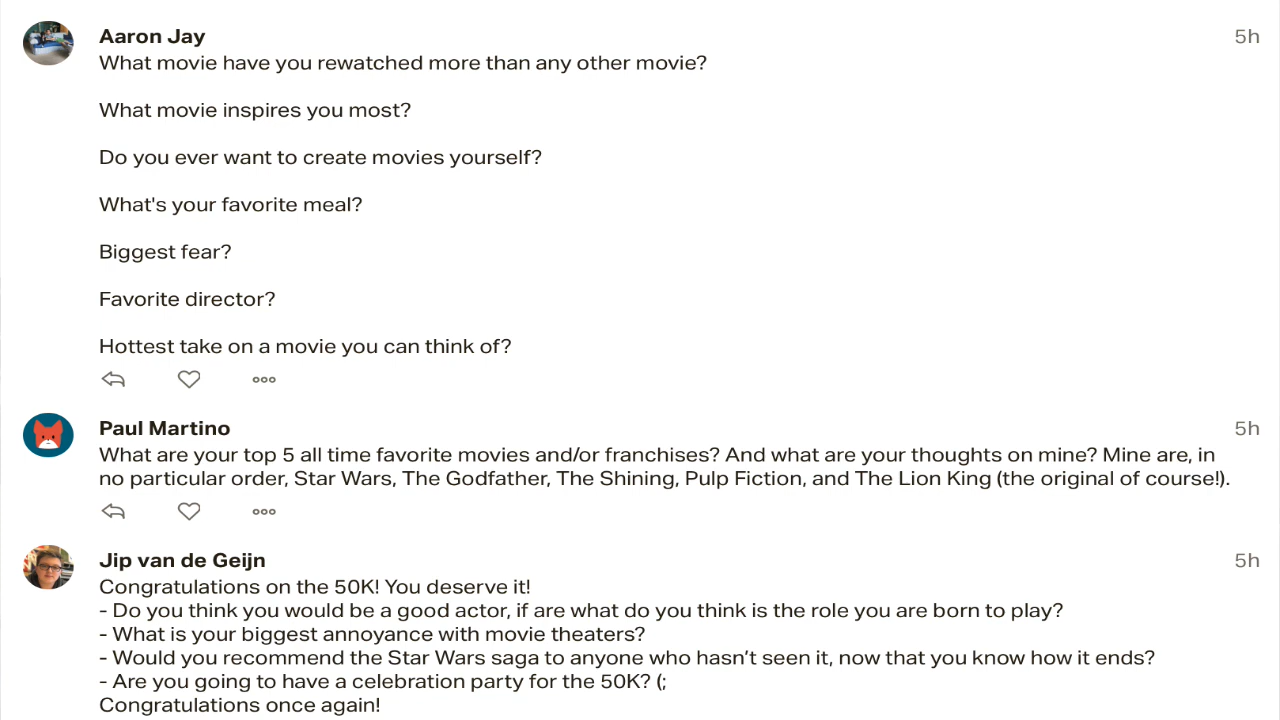 Aaron Jay
5h
What movie have you rewatched more than any other movie?
What movie inspires you most?
Do you ever want to create movies yourself?
What's your favorite meal?
Biggest fear?
Favorite director?
Hottest take on a movie you can think of?
Paul Martino
5h
What are your top 5 all time favorite movies and/or franchises? And what are your thoughts on mine? Mine are, in
no particular order, Star Wars, The Godfather, The Shining, Pulp Fiction, and The Lion King (the original of course!).
Jip van de Geijn
5h
Congratulations on the 50K! You deserve it!
- Do you think you would be a good actor, if are what do you think is the role you are born to play?
- What is your biggest annoyance with movie theaters?
- Would you recommend the Star Wars saga to anyone who hasn’t seen it, now that you know how it ends?
- Are you going to have a celebration party for the 50K? (;
Congratulations once again!